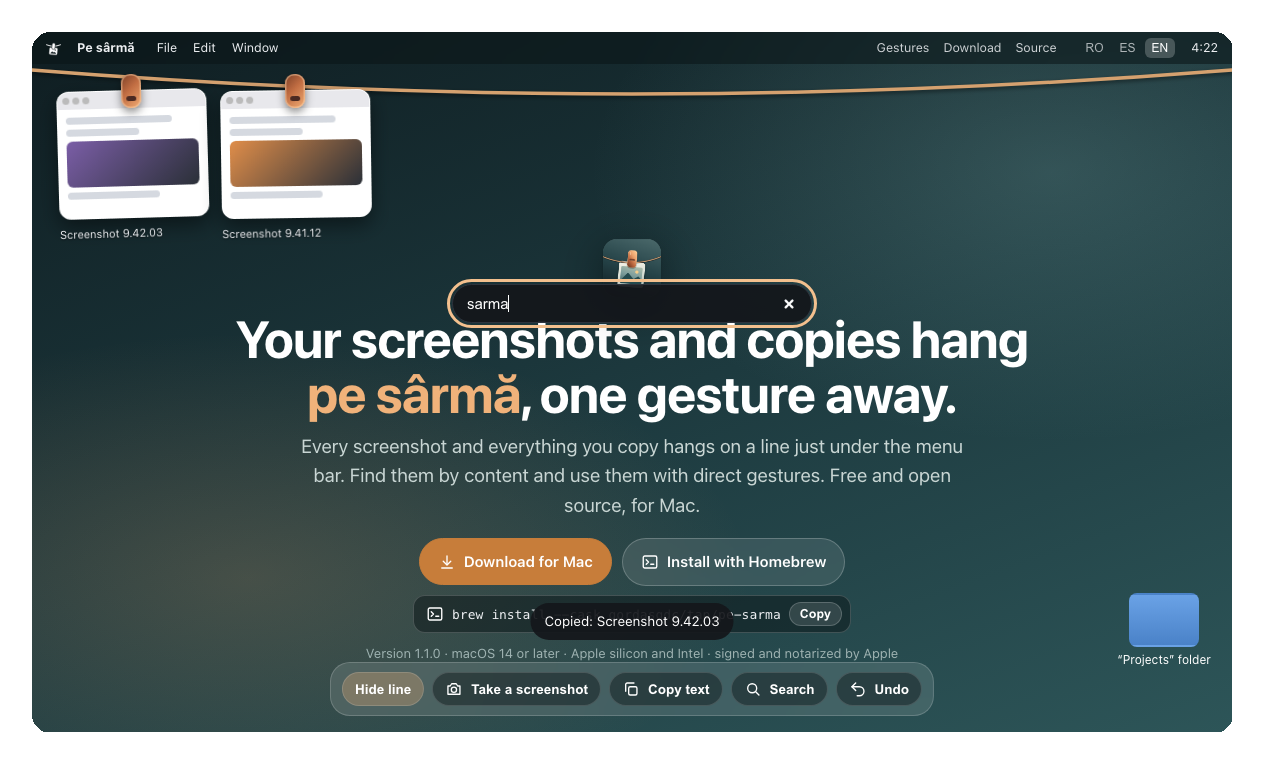 Pe sârmă File Edit Window Gestures Download Source RO ES EN 4:22
Screenshot 9.42.03
Screenshot 9.41.12
sarma
Your screenshots and copies hang
pe sârmă, one gesture away.
Every screenshot and everything you copy hangs on a line just under the menu
bar. Find them by content and use them with direct gestures. Free and open
source, for Mac.
Download for Mac
Install with Homebrew
brew install
-sarma
Copy
Copied: Screenshot 9.42.03
Version 1.1.0 · macOS 14 or later · Apple silicon and Intel · signed and notarized by Apple
“Projects” folder
Hide line
Take a screenshot
Copy text
Search
Undo